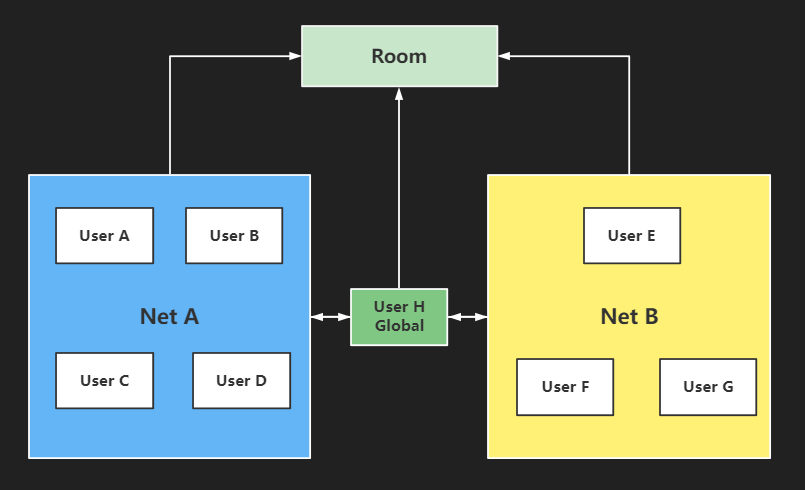 Room
User A
User B
User E
Net A
User H
Global
Net B
User C
User D
User F
User G